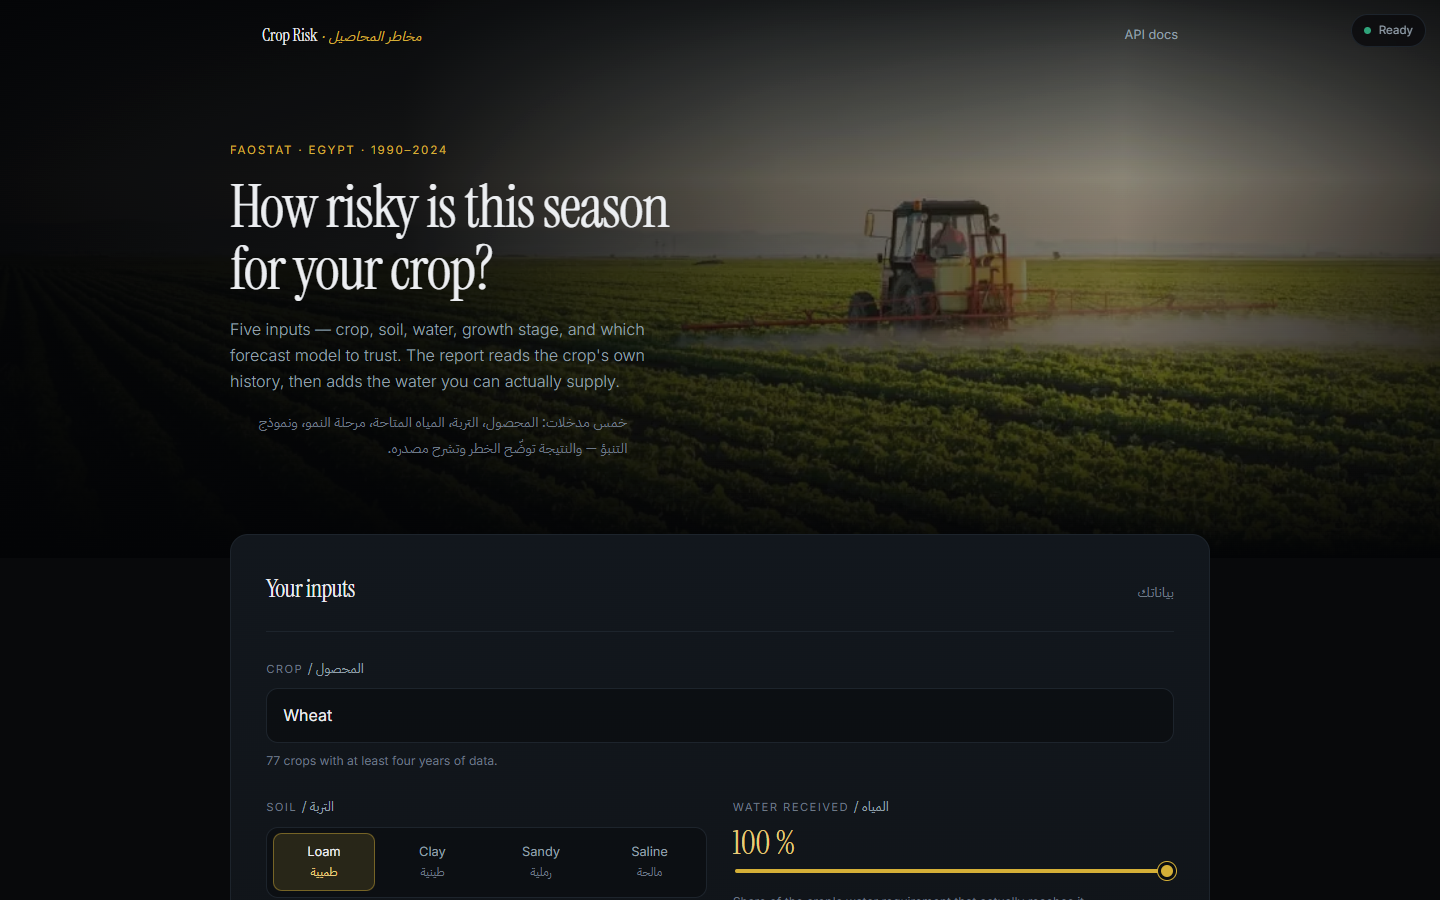 Crop Risk · مخاطر المحاصيل
API docs
Ready
FAOSTAT · EGYPT · 1990–2024
How risky is this season
for your crop?
Five inputs — crop, soil, water, growth stage, and which
forecast model to trust. The report reads the crop's own
history, then adds the water you can actually supply.
خمس مدخلات: المحصول، التربة، المياه المتاحة، مرحلة النمو، ونموذج
التنبؤ — والنتيجة توضّح الخطر وتشرح مصدره.
Your inputs
بياناتك
CROP / المحصول
Wheat
77 crops with at least four years of data.
SOIL / التربة
WATER RECEIVED / المياه
100 %
Loam
طميية
Clay
طينية
Sandy
رملية
Saline
مالحة